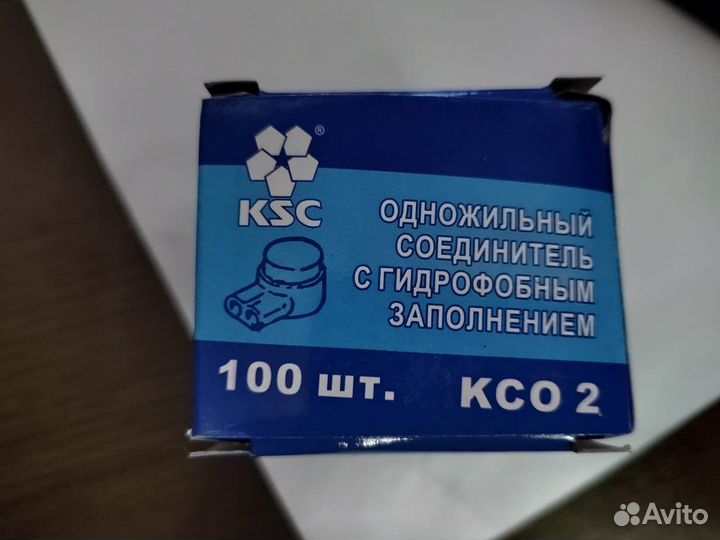 ®
KSC
ОДНОЖИЛЬНЫЙ
СОЕДИНИТЕЛЬ
С ГИДРОФОБНЫМ
ЗАПОЛНЕНИЕМ
100 шт. КСО 2
Avito